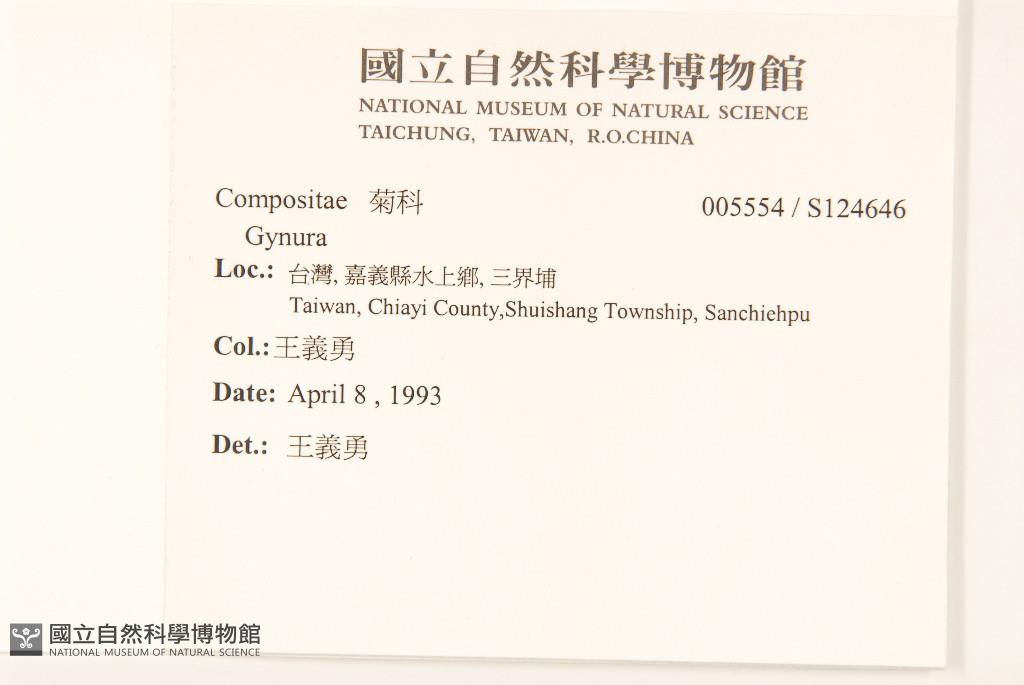 國立自然科學博物館
NATIONAL MUSEUM OF NATURAL SCIENCE
TAICHUNG, TAIWAN, R.O.CHINA
Compositae 菊科 005554 / S124646
Gynura
Loc.: 台灣, 嘉義縣水上鄉, 三界埔
Taiwan, Chiayi County,Shuishang Township, Sanchiehpu
Col.: 王義勇
Date: April 8 , 1993
Det.: 王義勇
國立自然科學博物館
NATIONAL MUSEUM OF NATURAL SCIENCE